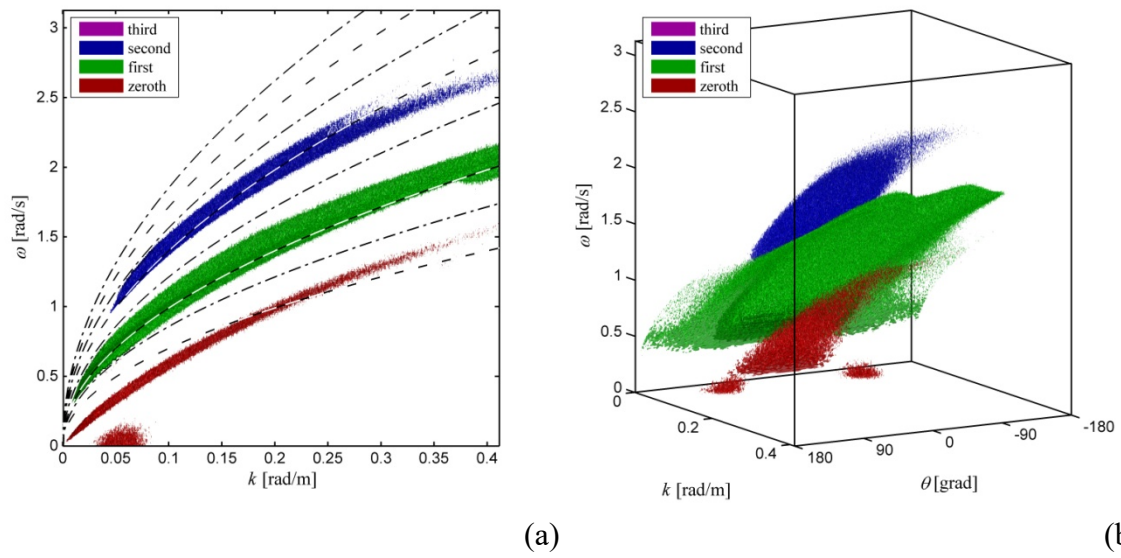 third
second
first
zeroth
3
2.5
2
1.5
1
0.5
0
0 0.05 0.1 0.15 0.2 0.25 0.3 0.35 0.4
ω [rad/s]
k [rad/m]
(a)
third
second
first
zeroth
3
2.5
2
1.5
1
0.5
0
0
0.2
0.4
180 90 0 -90 -180
ω [rad/s]
k [rad/m]
θ [grad]
(b